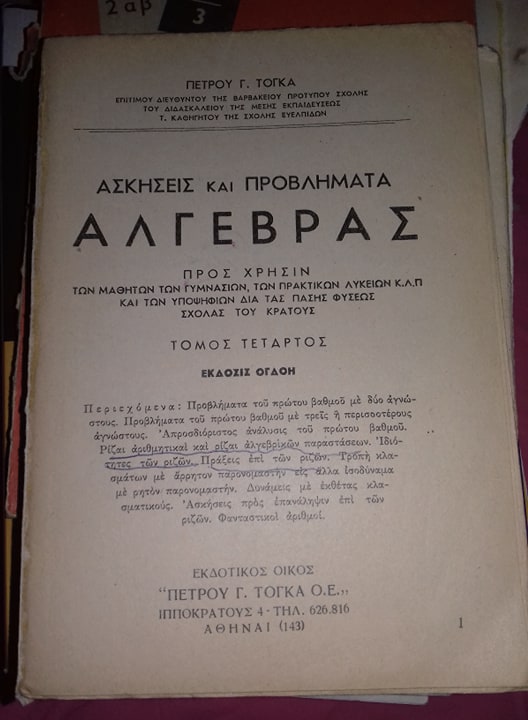 2 αβ
3
ΠΕΤΡΟΥ Γ. ΤΟΓΚΑ
ΕΠΙΤΙΜΟΥ ΔΙΕΥΘΥΝΤΟΥ ΤΗΣ ΒΑΡΒΑΚΕΙΟΥ ΠΡΟΤΥΠΟΥ ΣΧΟΛΗΣ
ΤΟΥ ΔΙΔΑΣΚΑΛΕΙΟΥ ΤΗΣ ΜΕΣΗΣ ΕΚΠΑΙΔΕΥΣΕΩΣ
Τ. ΚΑΘΗΓΗΤΟΥ ΤΗΣ ΣΧΟΛΗΣ ΕΥΕΛΠΙΔΩΝ
ΑΣΚΗΣΕΙΣ ΚΑΙ ΠΡΟΒΛΗΜΑΤΑ
ΑΛΓΕΒΡΑΣ
ΠΡΟΣ ΧΡΗΣΙΝ
ΤΩΝ ΜΑΘΗΤΩΝ ΤΩΝ ΓΥΜΝΑΣΙΩΝ, ΤΩΝ ΠΡΑΚΤΙΚΩΝ ΛΥΚΕΙΩΝ Κ.Λ.Π
ΚΑΙ ΤΩΝ ΥΠΟΨΗΦΙΩΝ ΔΙΑ ΤΑΣ ΠΑΣΗΣ ΦΥΣΕΩΣ
ΣΧΟΛΑΣ ΤΟΥ ΚΡΑΤΟΥΣ
ΤΟΜΟΣ ΤΕΤΑΡΤΟΣ
ΕΚΔΟΣΙΣ ΟΓΔΟΗ
Περιεχόμενα: Προβλήματα τοῦ πρώτου βαθμοῦ μὲ δύο ἀγνώ-
στους. Προβλήματα τοῦ πρώτου βαθμοῦ μὲ τρεῖς ἢ περισσοτέρους
ἀγνώστους. Ἀπροσδιόριστος ἀνάλυσις τοῦ πρώτου βαθμοῦ.
Ρίζαι ἀριθμητικαὶ καὶ ρίζαι ἀλγεβρικῶν παραστάσεων. Ἰδιό-
τητες τῶν ριζῶν. Πράξεις ἐπὶ τῶν ριζῶν. Τροπὴ κλα-
σμάτων μὲ ἄρρητον παρονομαστὴν εἰς ἄλλα ἰσοδύναμα
μὲ ρητὸν παρονομαστήν. Δυνάμεις μὲ ἐκθέτας κλα-
σματικούς. Ἀσκήσεις πρὸς ἐπανάληψιν ἐπὶ τῶν
ριζῶν. Φανταστικοὶ ἀριθμοί.
ΕΚΔΟΤΙΚΟΣ ΟΙΚΟΣ
"ΠΕΤΡΟΥ Γ. ΤΟΓΚΑ Ο.Ε.,,
ΙΠΠΟΚΡΑΤΟΥΣ 4 - ΤΗΛ. 626.816
ΑΘΗΝΑΙ (143)
1